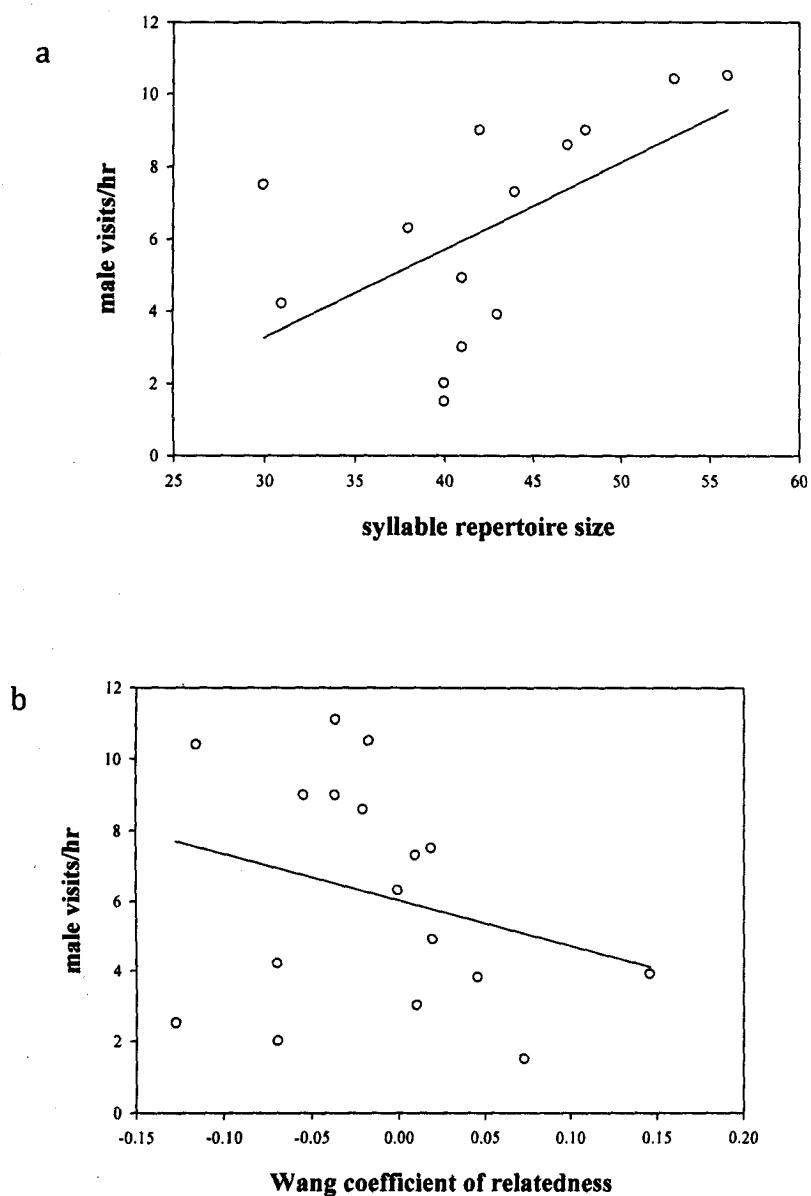 a
12
10
8
6
4
2
0
male visits/hr
25 30 35 40 45 50 55 60
syllable repertoire size
b
12
10
8
6
4
2
0
male visits/hr
-0.15 -0.10 -0.05 0.00 0.05 0.10 0.15 0.20
Wang coefficient of relatedness